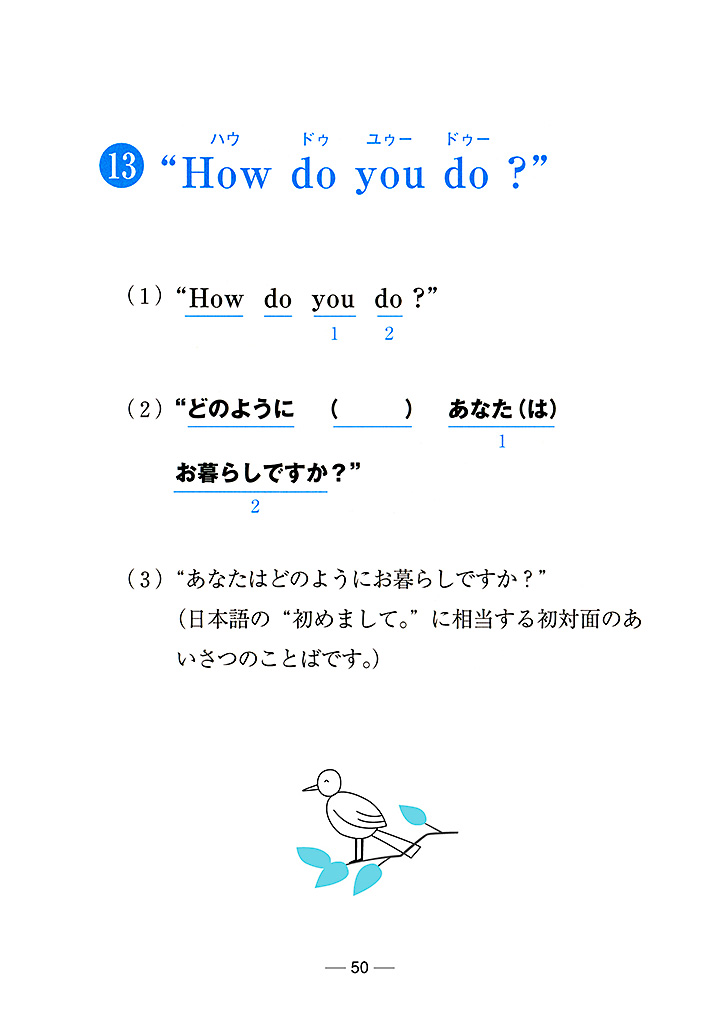 ハウ ドゥ ユゥー ドゥー
13 “How do you do ?”
(1) “How do you do ?”
1 2
(2) “どのように ( ) あなた(は)
1
お暮らしですか？”
2
(3) “あなたはどのようにお暮らしですか？”
(日本語の“初めまして。”に相当する初対面のあ
いさつのことばです。)
— 50 —